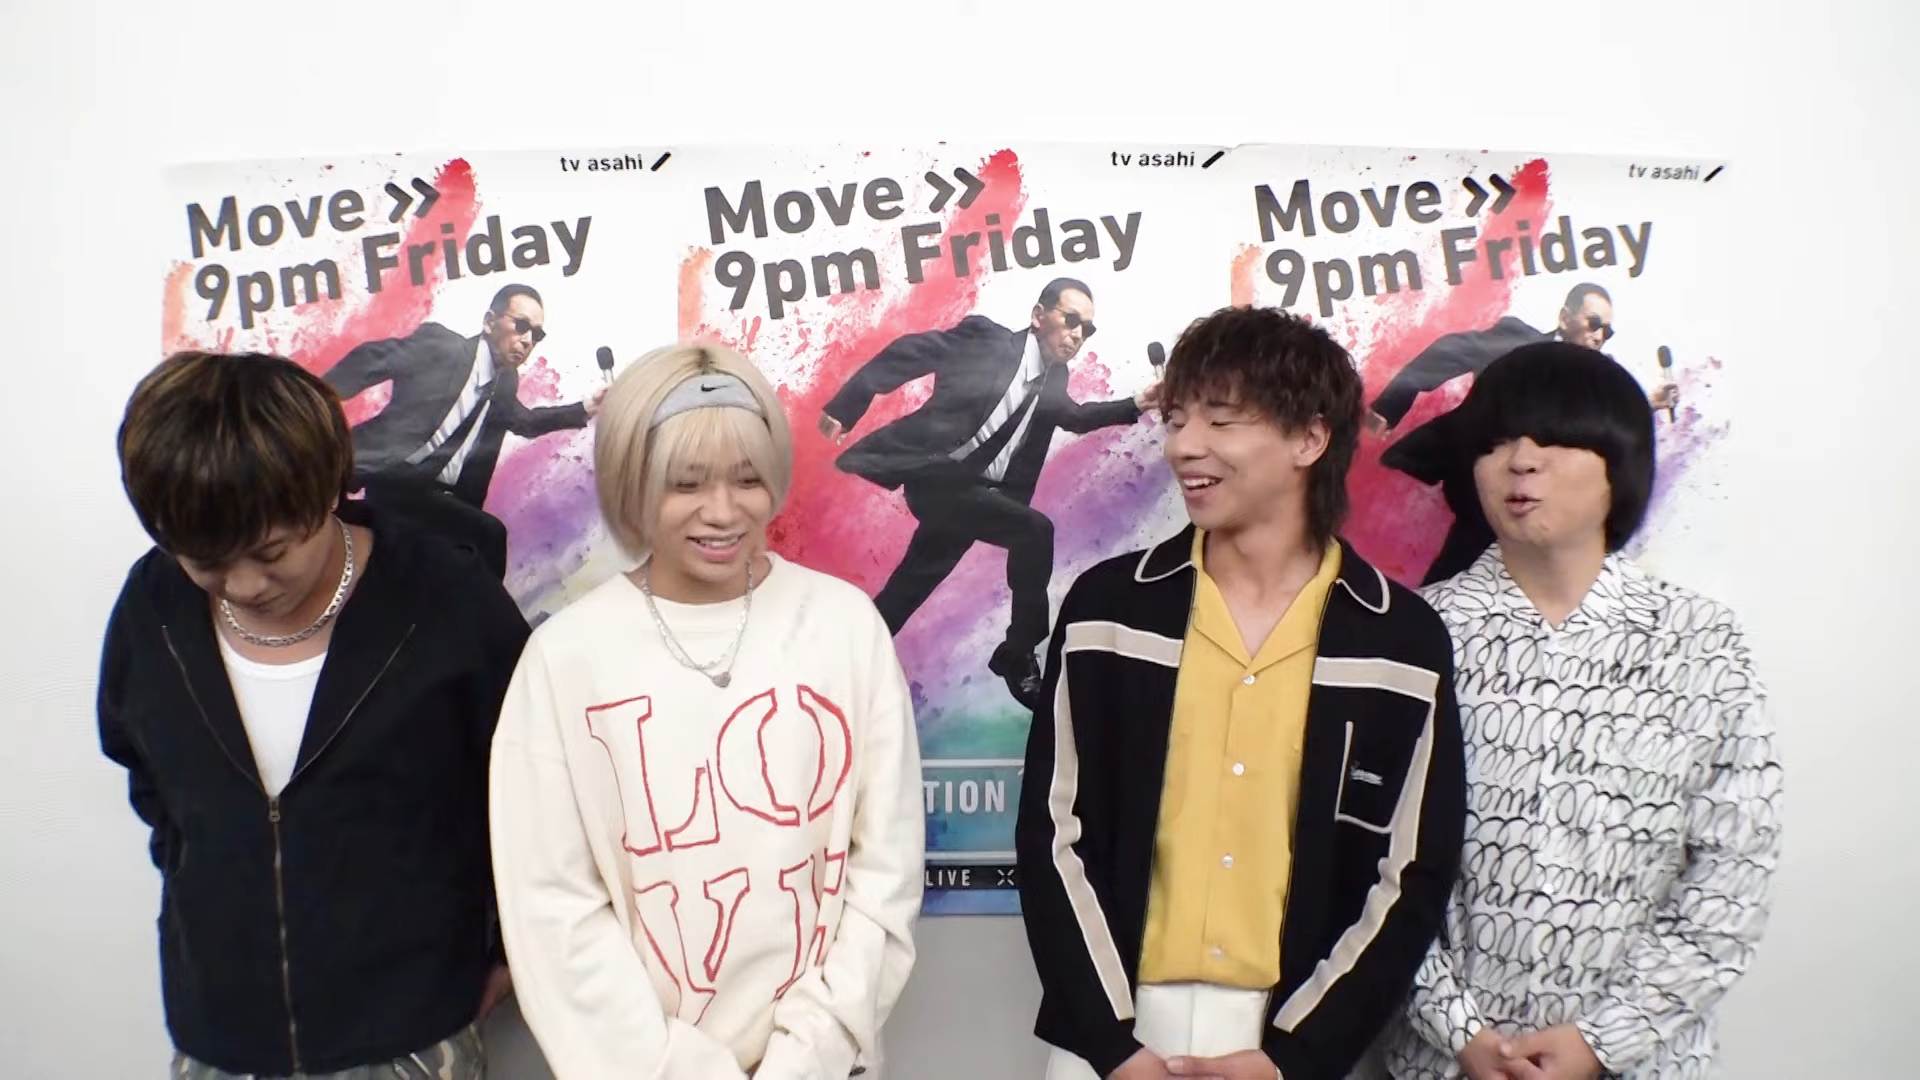 tv asahi
Move >>
9pm Friday
tv asahi
Move >>
9pm Friday
tv asahi
Move >>
9pm Friday
LO
VE
TION
LIVE